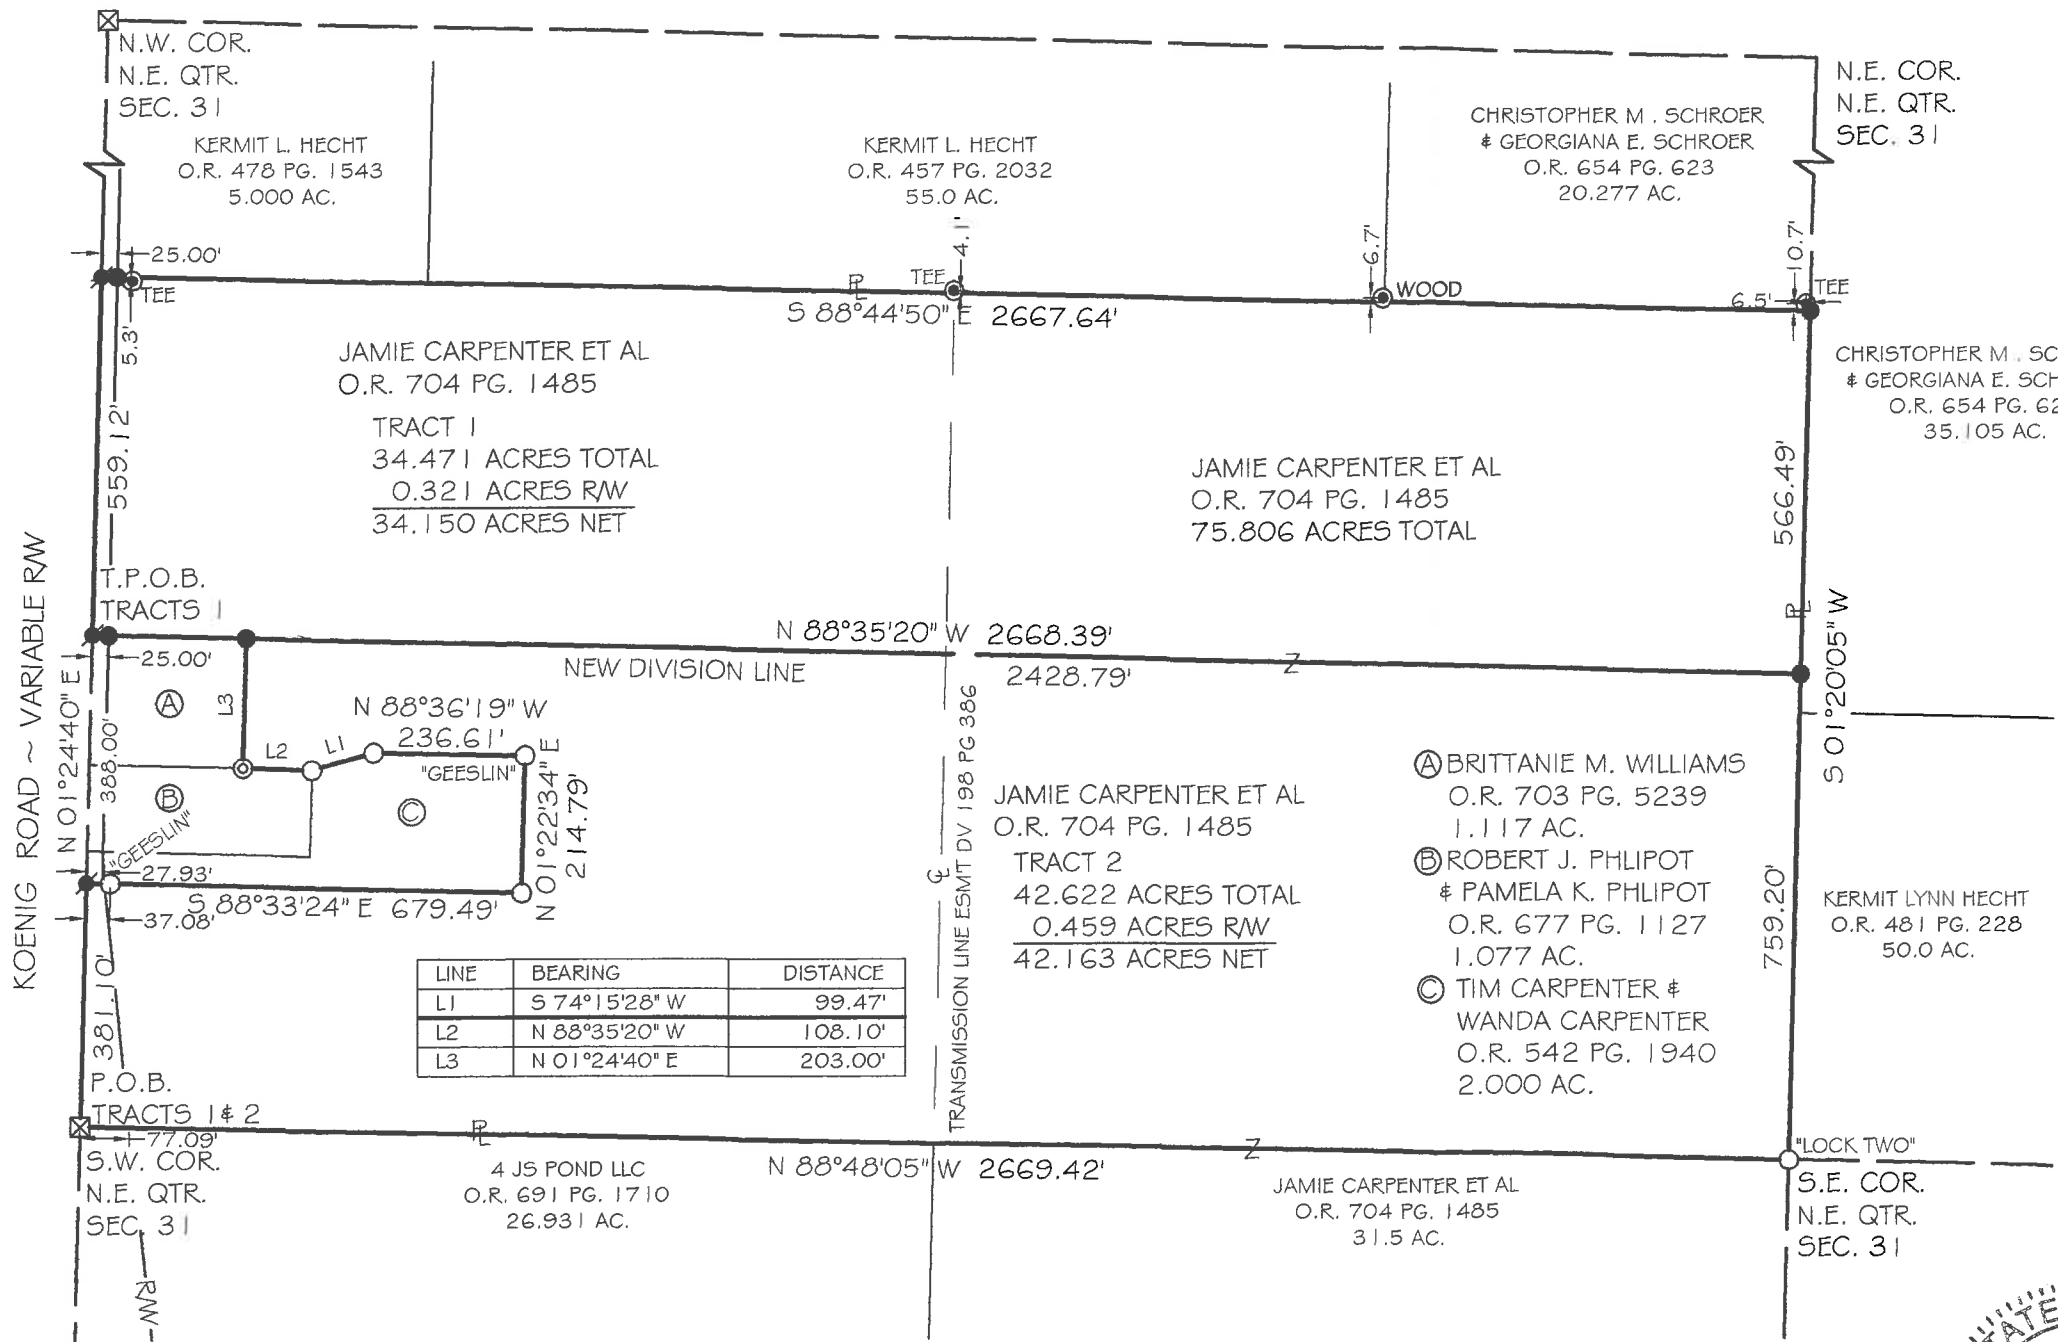 N.W. COR.
N.E. QTR.
SEC. 31
N.E. COR.
N.E. QTR.
SEC. 31
KERMIT L. HECHT
O.R. 478 PG. 1543
5.000 AC.
KERMIT L. HECHT
O.R. 457 PG. 2032
55.0 AC.
CHRISTOPHER M. SCHROER
& GEORGIANA E. SCHROER
O.R. 654 PG. 623
20.277 AC.
25.00'
TEE
5.3'
PL
TEE
4.1'
6.7'
WOOD
10.7'
6.5'
TEE
S 88°44'50" E 2667.64'
JAMIE CARPENTER ET AL
O.R. 704 PG. 1485
TRACT 1
34.471 ACRES TOTAL
0.321 ACRES R/W
34.150 ACRES NET
JAMIE CARPENTER ET AL
O.R. 704 PG. 1485
75.806 ACRES TOTAL
CHRISTOPHER M. SC
& GEORGIANA E. SCH
O.R. 654 PG. 62
35.105 AC.
559.12'
566.49'
KOENIG ROAD ~ VARIABLE R/W
T.P.O.B.
TRACTS 1
25.00'
N 88°35'20" W 2668.39'
NEW DIVISION LINE
2428.79'
Z
PL
S 01°20'05" W
N 01°24'40" E
388.00'
A
L3
L2
L1
N 88°36'19" W
236.61'
"GEESLIN"
N 01°22'34" E
214.79'
B
C
"GEESLIN"
27.93'
S 88°33'24" E 679.49'
37.08'
381.10'
CL
TRANSMISSION LINE ESMT DV 198 PG 386
JAMIE CARPENTER ET AL
O.R. 704 PG. 1485
TRACT 2
42.622 ACRES TOTAL
0.459 ACRES R/W
42.163 ACRES NET
A BRITTANIE M. WILLIAMS
O.R. 703 PG. 5239
1.117 AC.
B ROBERT J. PHLIPOT
& PAMELA K. PHLIPOT
O.R. 677 PG. 1127
1.077 AC.
C TIM CARPENTER &
WANDA CARPENTER
O.R. 542 PG. 1940
2.000 AC.
759.20'
KERMIT LYNN HECHT
O.R. 481 PG. 228
50.0 AC.
LINE BEARING DISTANCE
L1 S 74°15'28" W 99.47'
L2 N 88°35'20" W 108.10'
L3 N 01°24'40" E 203.00'
P.O.B.
TRACTS 1 & 2
77.09'
S.W. COR.
N.E. QTR.
SEC. 31
R/W
PL
4 JS POND LLC
O.R. 691 PG. 1710
26.931 AC.
N 88°48'05" W 2669.42'
Z
JAMIE CARPENTER ET AL
O.R. 704 PG. 1485
31.5 AC.
"LOCK TWO"
S.E. COR.
N.E. QTR.
SEC. 31
TATE